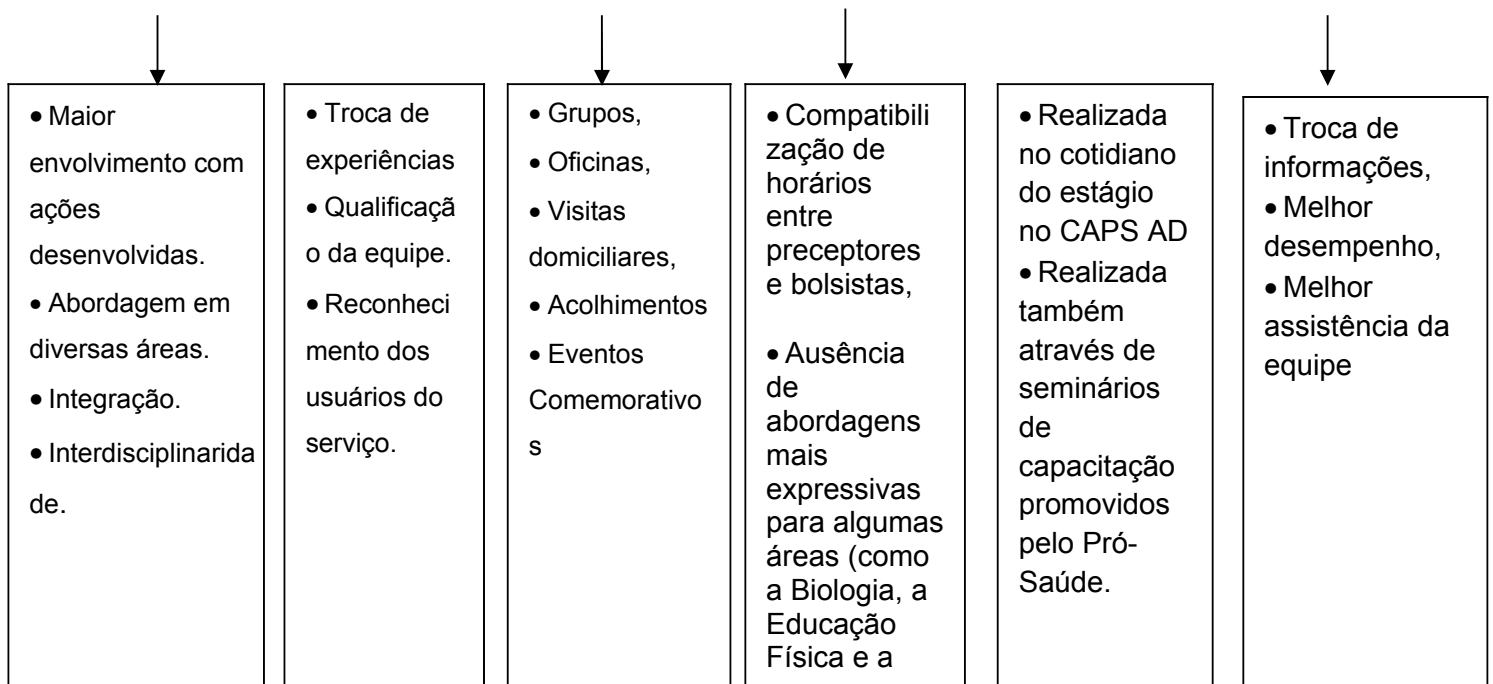 • Maior
envolvimento com
ações
desenvolvidas.
• Abordagem em
diversas áreas.
• Integração.
• Interdisciplinarida
de.
• Troca de
experiências
• Qualificaçã
o da equipe.
• Reconheci
mento dos
usuários do
serviço.
• Grupos,
• Oficinas,
• Visitas
domiciliares,
• Acolhimentos
• Eventos
Comemorativo
s
• Compatibili
zação de
horários
entre
preceptores
e bolsistas,
• Ausência
de
abordagens
mais
expressivas
para algumas
áreas (como
a Biologia, a
Educação
Física e a
• Realizada
no cotidiano
do estágio
no CAPS AD
• Realizada
também
através de
seminários
de
capacitação
promovidos
pelo Pró-
Saúde.
• Troca de
informações,
• Melhor
desempenho,
• Melhor
assistência da
equipe